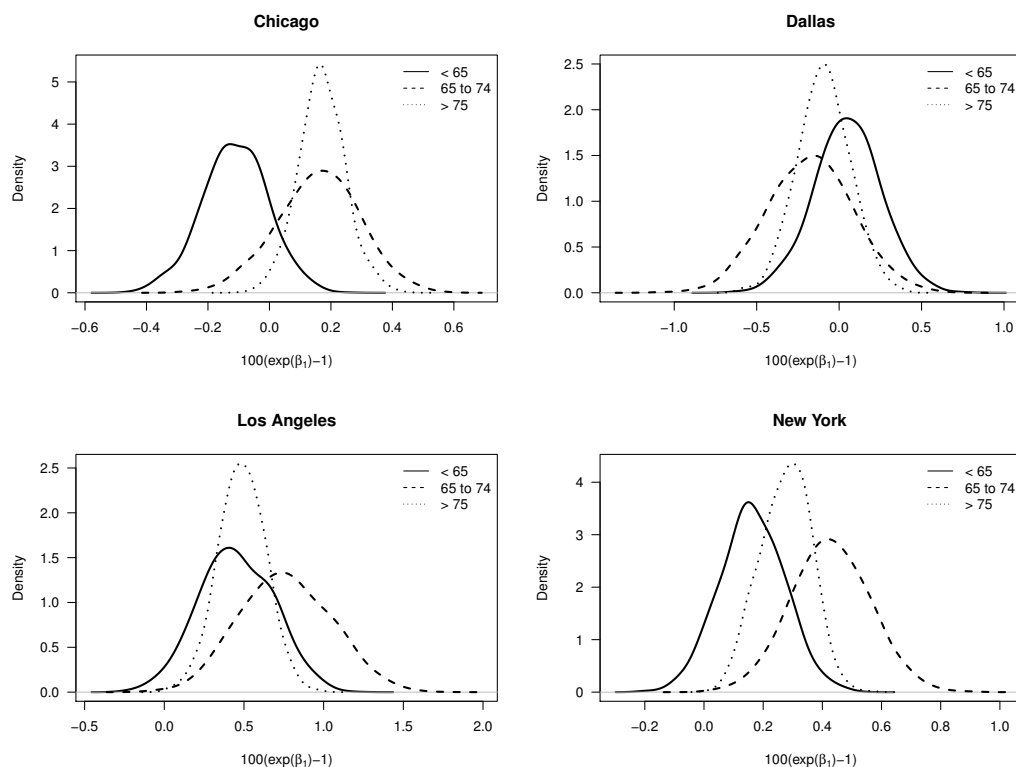 Chicago
Density
0
1
2
3
4
5
−0.6 −0.4 −0.2 0.0 0.2 0.4 0.6
100(exp(β₁)−1)
< 65
65 to 74
> 75
Dallas
Density
0.0
0.5
1.0
1.5
2.0
2.5
−1.0 −0.5 0.0 0.5 1.0
100(exp(β₁)−1)
< 65
65 to 74
> 75
Los Angeles
Density
0.0
0.5
1.0
1.5
2.0
2.5
−0.5 0.0 0.5 1.0 1.5 2.0
100(exp(β₁)−1)
< 65
65 to 74
> 75
New York
Density
0
1
2
3
4
−0.2 0.0 0.2 0.4 0.6 0.8 1.0
100(exp(β₁)−1)
< 65
65 to 74
> 75